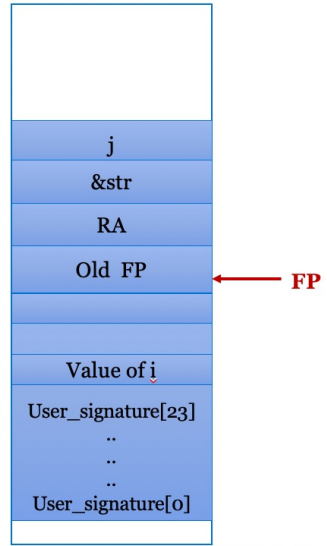 j
&str
RA
Old FP
FP
Value of i
User_signature[23]
..
..
..
User_signature[0]